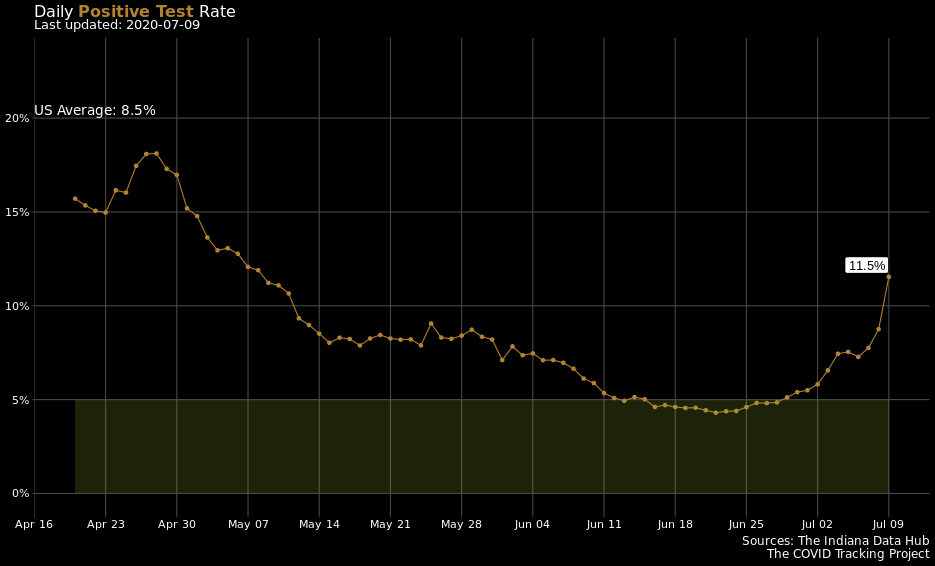 Daily Positive Test Rate
Last updated: 2020-07-09
US Average: 8.5%
20%
15%
11.5%
10%
5%
0%
Apr 16 Apr 23 Apr 30 May 07 May 14 May 21 May 28 Jun 04 Jun 11 Jun 18 Jun 25 Jul 02 Jul 09
Sources: The Indiana Data Hub
The COVID Tracking Project